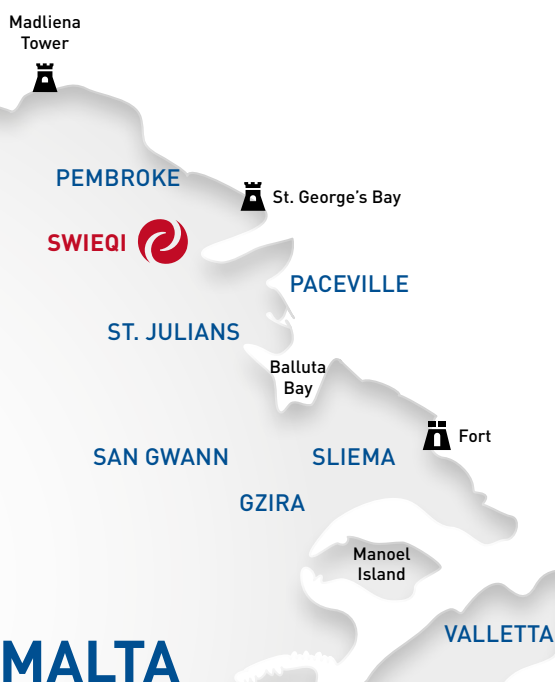 Madliena
Tower
PEMBROKE
St. George's Bay
SWIEQI
PACEVILLE
ST. JULIANS
Balluta
Bay
Fort
SAN GWANN
SLIEMA
GZIRA
Manoel
Island
VALLETTA
MALTA